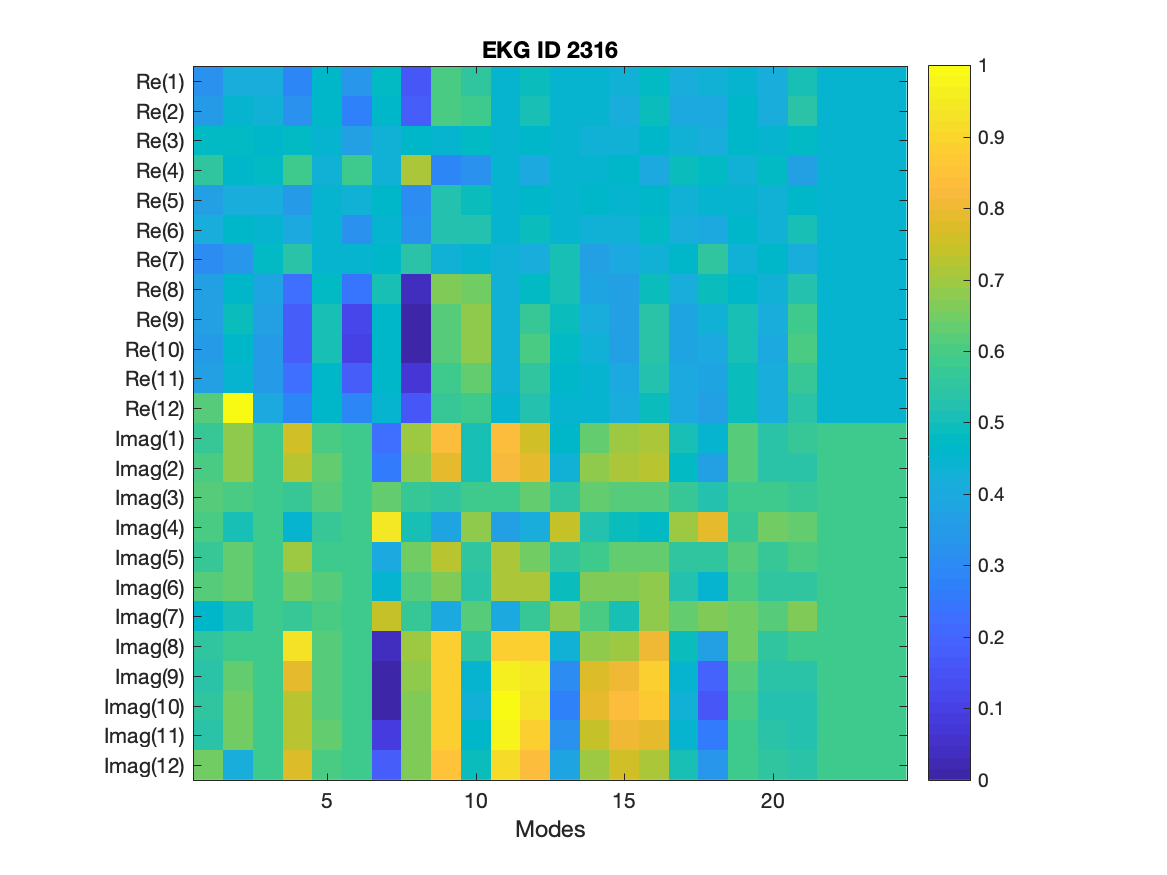 EKG ID 2316
Re(1)
Re(2)
Re(3)
Re(4)
Re(5)
Re(6)
Re(7)
Re(8)
Re(9)
Re(10)
Re(11)
Re(12)
Imag(1)
Imag(2)
Imag(3)
Imag(4)
Imag(5)
Imag(6)
Imag(7)
Imag(8)
Imag(9)
Imag(10)
Imag(11)
Imag(12)
5 10 15 20
Modes
1
0.9
0.8
0.7
0.6
0.5
0.4
0.3
0.2
0.1
0